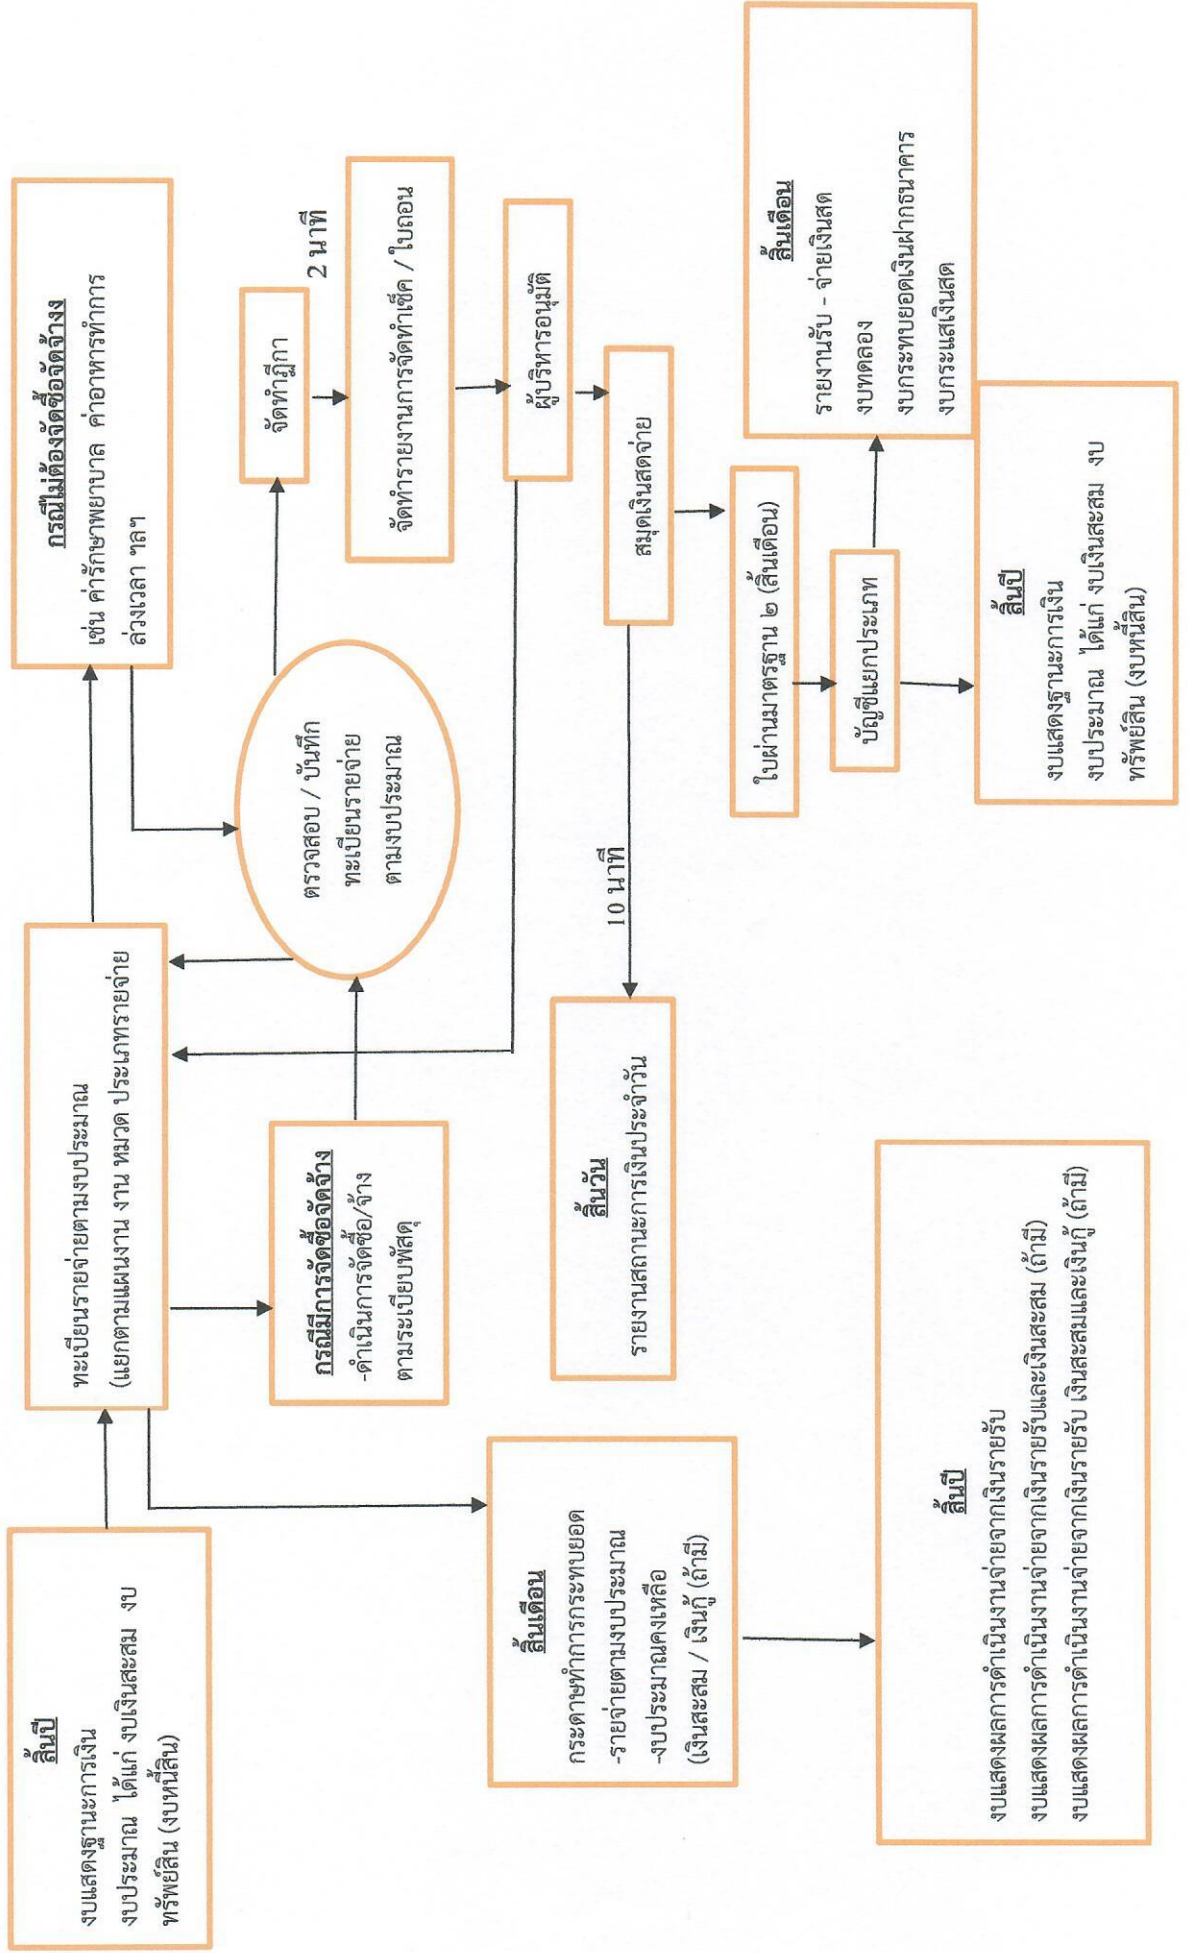 สิ้นปี
งบแสดงฐานะการเงิน
งบประมาณ ได้แก่ งบเงินสะสม งบ
ทรัพย์สิน (งบหนี้สิน)
ทะเบียนรายจ่ายตามงบประมาณ
(แยกตามแผนงาน งาน หมวด ประเภทรายจ่าย
กรณีไม่ต้องจัดซื้อจัดจ้างง
เช่น ค่ารักษาพยาบาล ค่าอาหารทำการ
ล่วงเวลา ฯลฯ
กรณีมีการจัดซื้อจัดจ้าง
-ดำเนินการจัดซื้อ/จ้าง
ตามระเบียบพัสดุ
ตรวจสอบ / บันทึก
ทะเบียนรายจ่าย
ตามงบประมาณ
จัดทำฎีกา
2 นาที
จัดทำรายงานการจัดทำเช็ค / ใบถอน
ผู้บริหารอนุมัติ
สมุดเงินสดจ่าย
10 นาที
สิ้นวัน
รายงานสถานะการเงินประจำวัน
สิ้นเดือน
กระดาษทำการกระทบยอด
-รายจ่ายตามงบประมาณ
-งบประมาณคงเหลือ
(เงินสะสม / เงินกู้ (ถ้ามี)
ใบผ่านมาตรฐาน ๒ (สิ้นเดือน)
บัญชีแยกประเภท
สิ้นเดือน
รายงานรับ - จ่ายเงินสด
งบทดลอง
งบกระทบยอดเงินฝากธนาคาร
งบกระแสเงินสด
สิ้นปี
งบแสดงผลการดำเนินงานจ่ายจากเงินรายรับ
งบแสดงผลการดำเนินงานจ่ายจากเงินรายรับและเงินสะสม (ถ้ามี)
งบแสดงผลการดำเนินงานจ่ายจากเงินรายรับ เงินสะสมและเงินกู้ (ถ้ามี)
สิ้นปี
งบแสดงฐานะการเงิน
งบประมาณ ได้แก่ งบเงินสะสม งบ
ทรัพย์สิน (งบหนี้สิน)